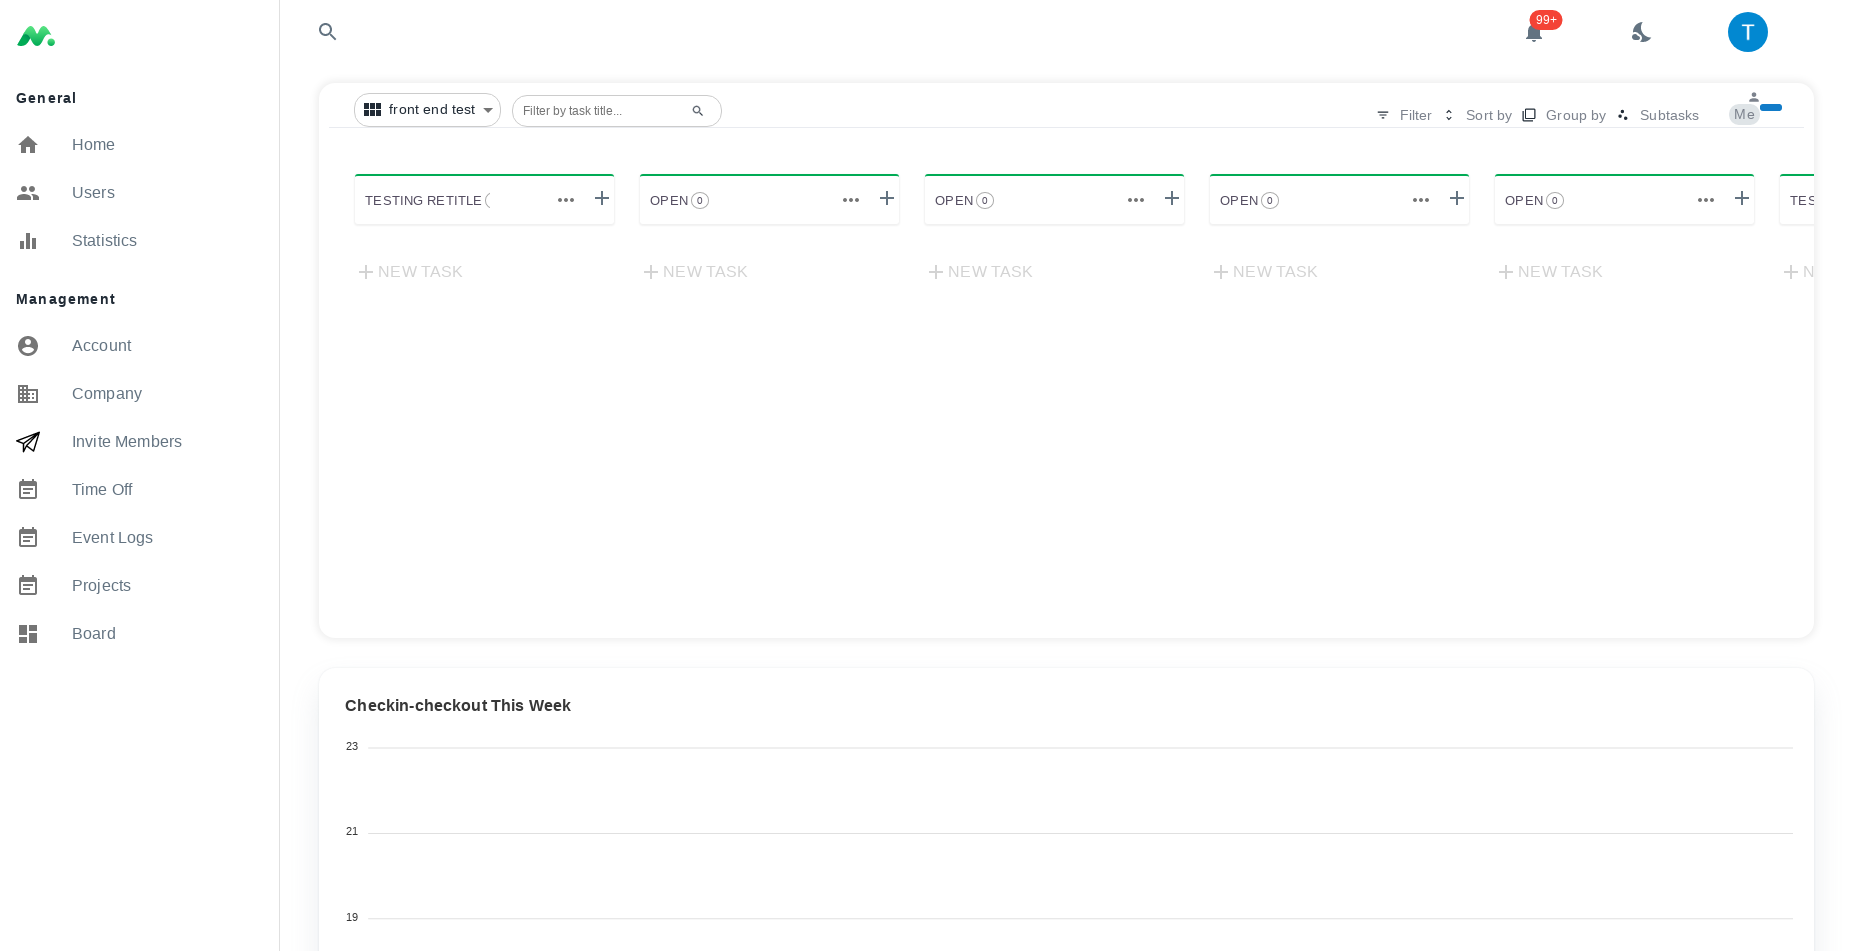 99+
T
General
Home
Users
Statistics
Management
Account
Company
Invite Members
Time Off
Event Logs
Projects
Board
front end test
Filter by task title...
Filter
Sort by
Group by
Subtasks
Me
TESTING RETITLE
OPEN 0
OPEN 0
OPEN 0
OPEN 0
TES
NEW TASK
NEW TASK
NEW TASK
NEW TASK
NEW TASK
N
Checkin-checkout This Week
23
21
19